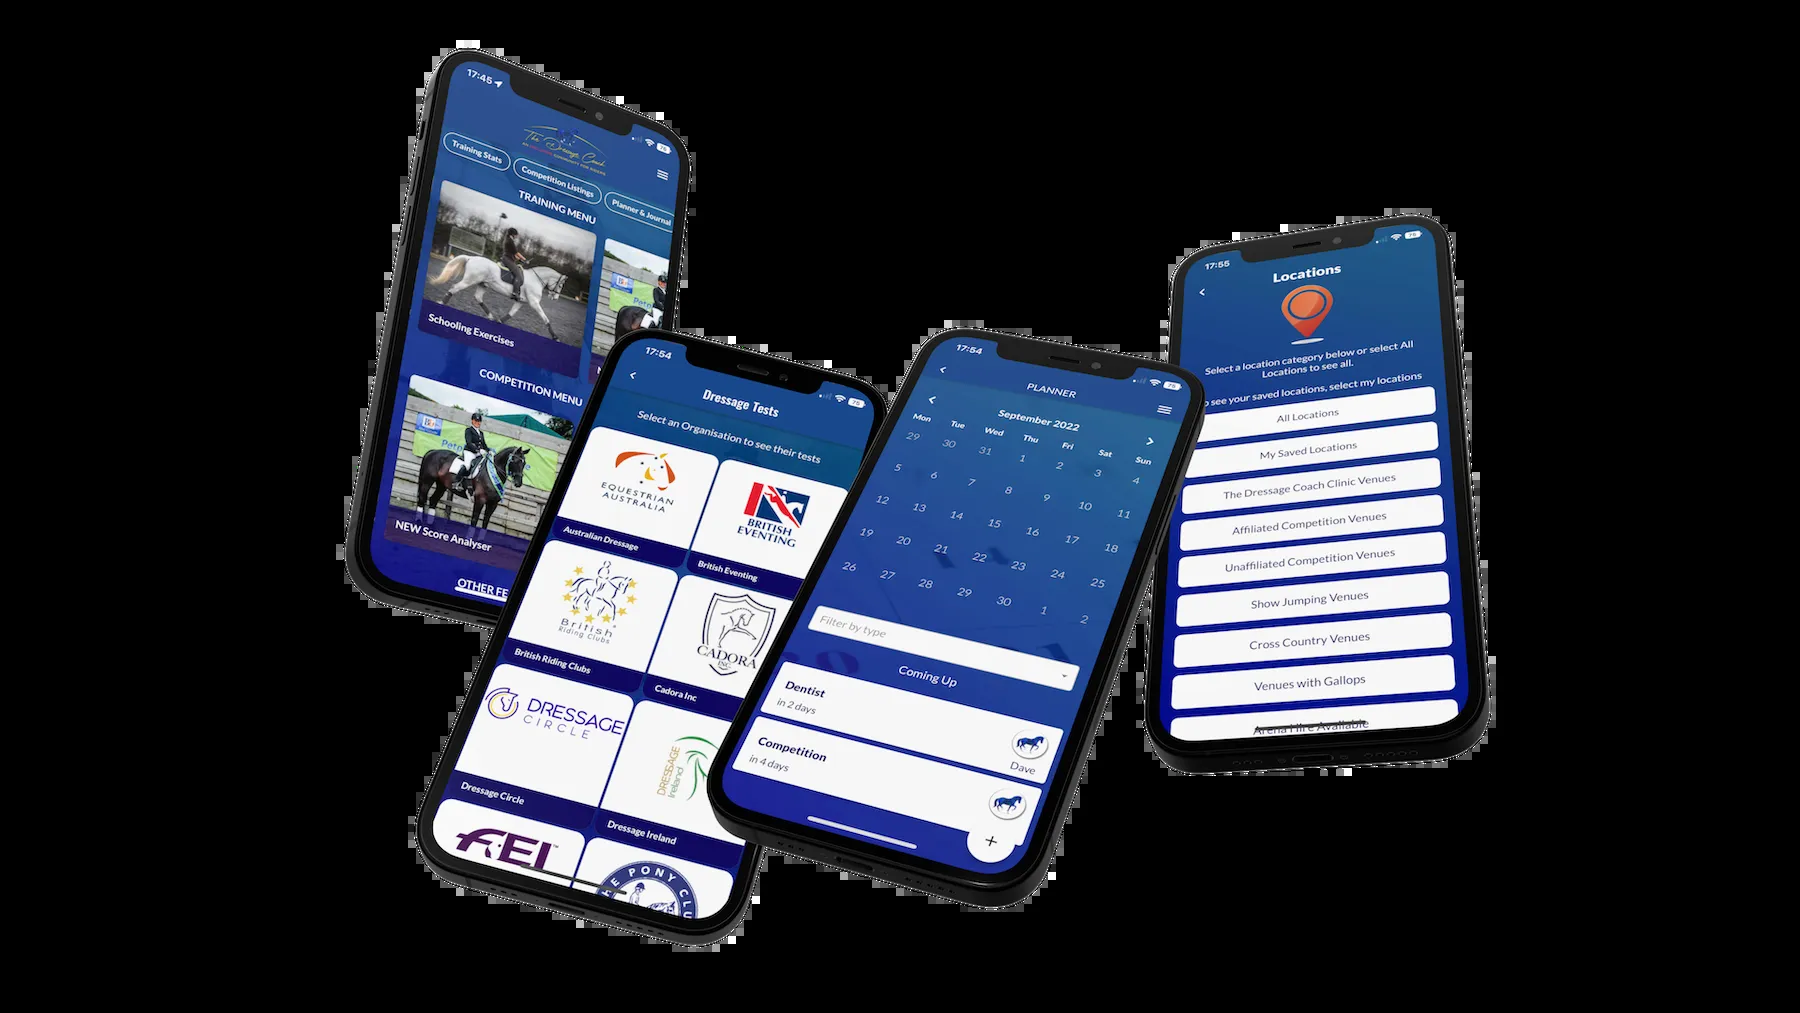 17:45
78
The Dressage Coach
Training Stats
Competition Listings
Planner & Journal
TRAINING MENU
Schooling Exercises
COMPETITION MENU
NEW Score Analyser
OTHER FE
17:54
78
Dressage Tests
Select an Organisation to see their tests
EQUESTRIAN
AUSTRALIA
Australian Dressage
BRITISH
EVENTING
British Eventing
British
Riding Clubs
British Riding Clubs
CADORA
INC.
Cadora Inc
DRESSAGE
CIRCLE
Dressage Circle
DRESSAGE
Ireland
Dressage Ireland
FEI
HE PONY CLU
17:54
78
PLANNER
September 2022
Mon Tue Wed Thu Fri Sat Sun
29 30 31 1 2 3 4
5 6 7 8 9 10 11
12 13 14 15 16 17 18
19 20 21 22 23 24 25
26 27 28 29 30 1 2
Filter by type
Coming Up
Dentist
in 2 days
Dave
Competition
in 4 days
+
17:55
78
Locations
Select a location category below or select All
Locations to see all.
o see your saved locations, select my locations
All Locations
My Saved Locations
The Dressage Coach Clinic Venues
Affiliated Competition Venues
Unaffiliated Competition Venues
Show Jumping Venues
Cross Country Venues
Venues with Gallops
Arena Hire Available